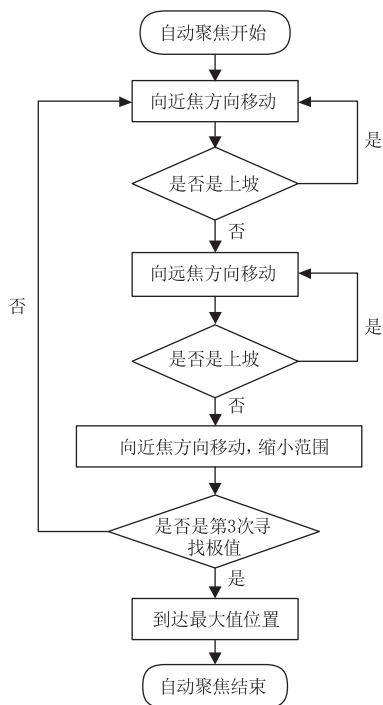 自动聚焦开始
向近焦方向移动
是
是否是上坡
否
向远焦方向移动
否
是
是否是上坡
否
向近焦方向移动,缩小范围
是否是第3次寻
找极值
是
到达最大值位置
自动聚焦结束